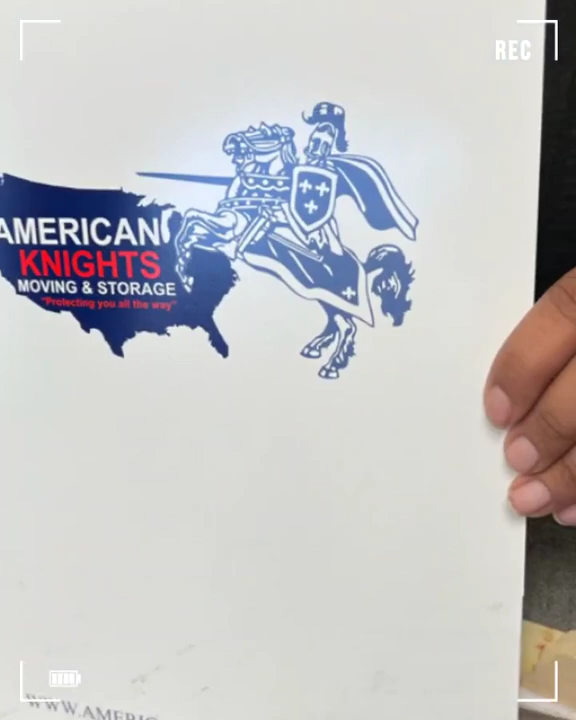 REC
AMERICAN
KNIGHTS
MOVING & STORAGE
"Protecting you all the way"